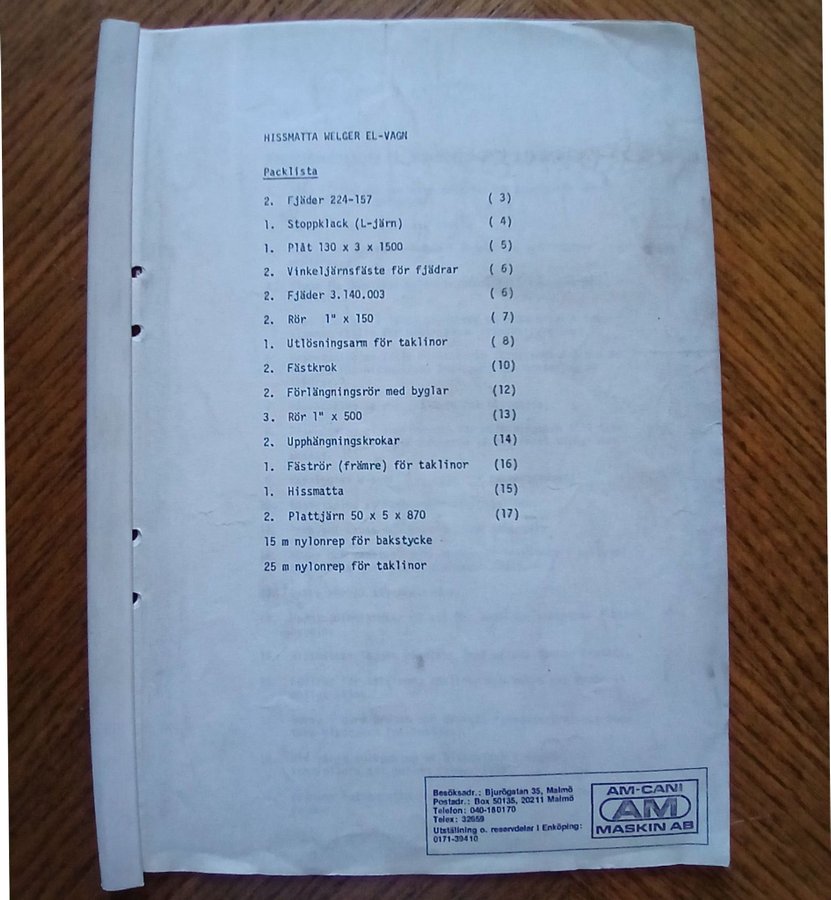 HISSMATTA WELGER EL-VAGN
Packlista
2. Fjäder 224-157 ( 3)
1. Stoppklack (L-järn) ( 4)
1. Plåt 130 x 3 x 1500 ( 5)
2. Vinkeljärnsfäste för fjädrar ( 6)
2. Fjäder 3.140.003 ( 6)
2. Rör 1" x 150 ( 7)
1. Utlösningsarm för taklinor ( 8)
2. Fästkrok (10)
2. Förlängningsrör med byglar (12)
3. Rör 1" x 500 (13)
2. Upphängningskrokar (14)
1. Fäströr (främre) för taklinor (16)
1. Hissmatta (15)
2. Plattjärn 50 x 5 x 870 (17)
15 m nylonrep för bakstycke
25 m nylonrep för taklinor
Besöksadr.: Bjurögatan 35, Malmö
Postadr.: Box 50135, 20211 Malmö
Telefon: 040-180170
Telex: 32659
Utställning o. reservdelar i Enköping:
0171-39410
AM-CANI
AM
MASKIN AB